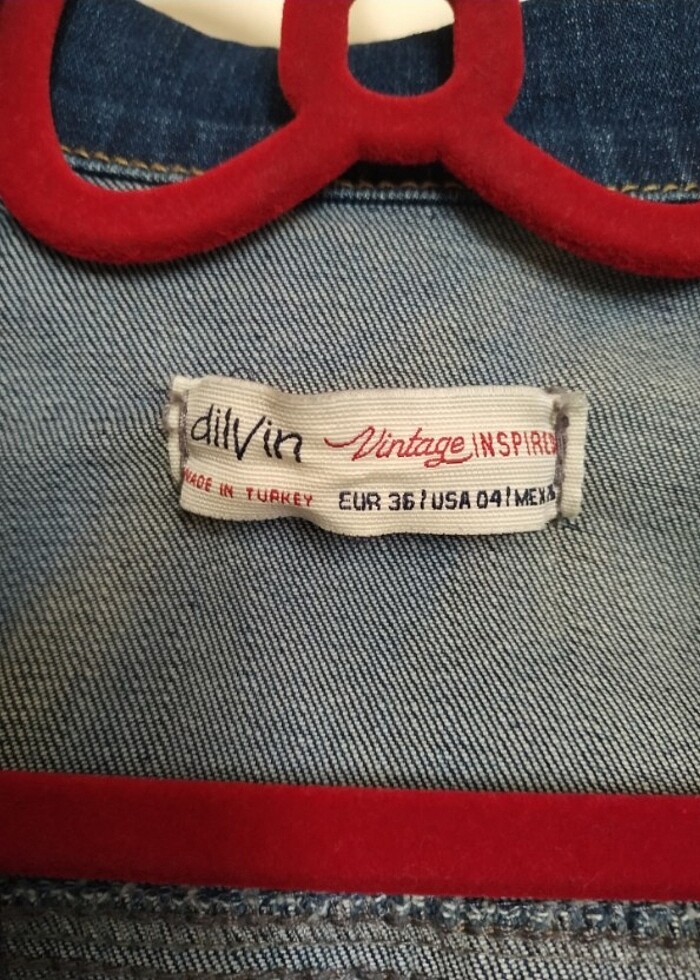 dilvin Vintage INSPIRED
MADE IN TURKEY EUR 36 / USA 04 / MEX